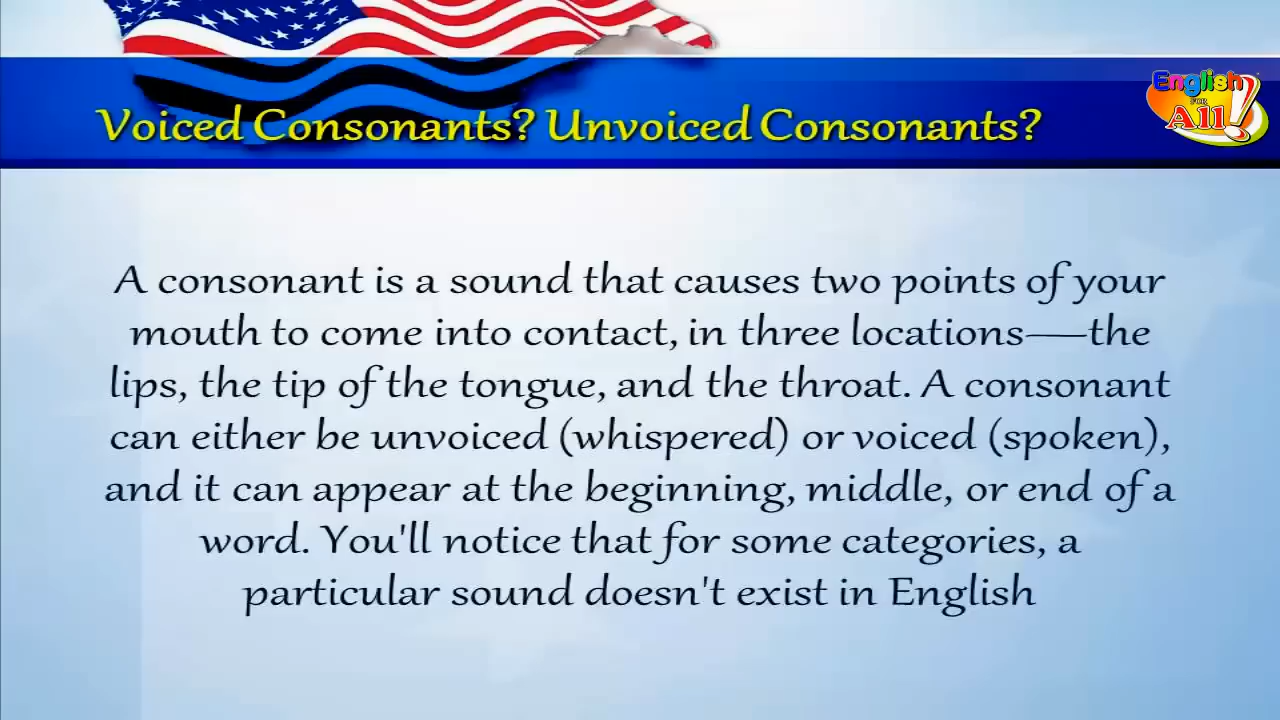 English
FOR
All!
Voiced Consonants? Unvoiced Consonants?
A consonant is a sound that causes two points of your
mouth to come into contact, in three locations—the
lips, the tip of the tongue, and the throat. A consonant
can either be unvoiced (whispered) or voiced (spoken),
and it can appear at the beginning, middle, or end of a
word. You'll notice that for some categories, a
particular sound doesn't exist in English